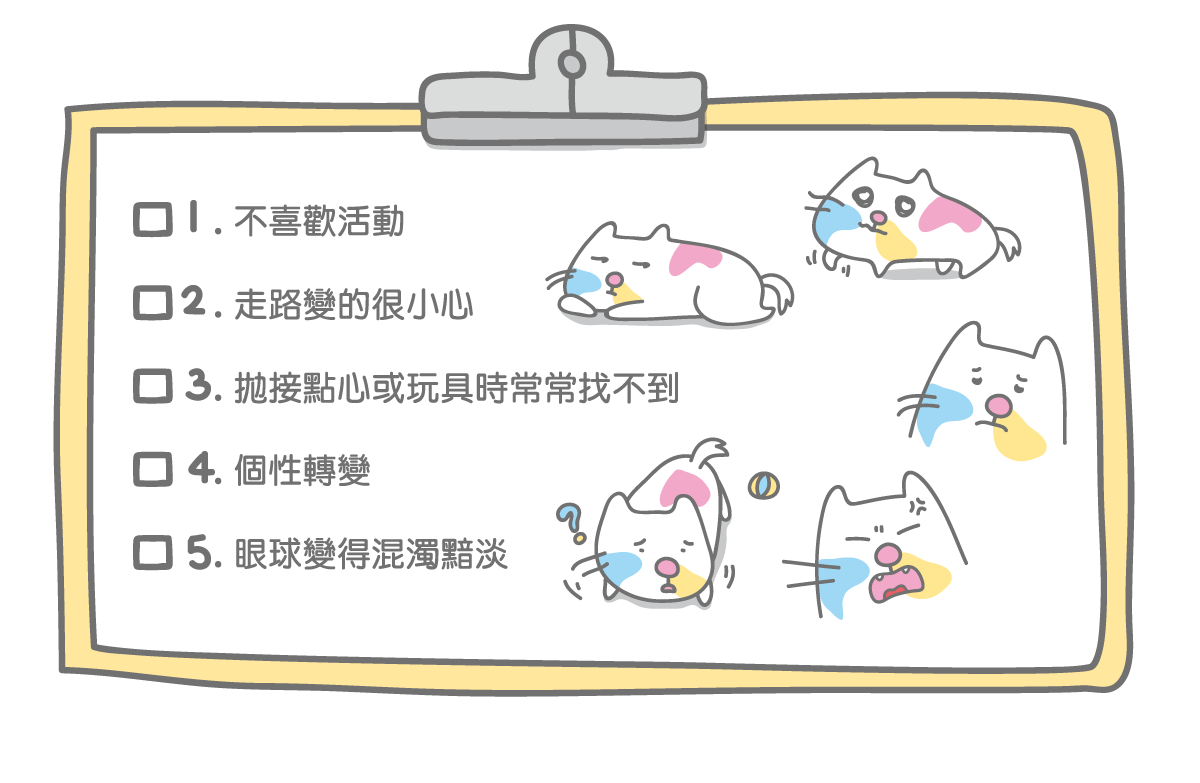 1. 不喜歡活動
2. 走路變的很小心
3. 拋接點心或玩具時常常找不到
4. 個性轉變
5. 眼球變得混濁黯淡
?